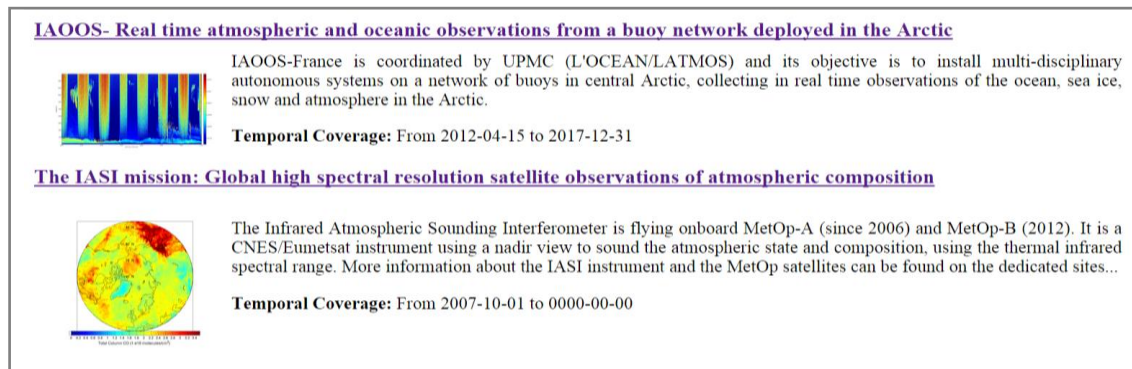 IAOOS- Real time atmospheric and oceanic observations from a buoy network deployed in the Arctic
IAOOS-France is coordinated by UPMC (L'OCEAN/LATMOS) and its objective is to install multi-disciplinary
autonomous systems on a network of buoys in central Arctic, collecting in real time observations of the ocean, sea ice,
snow and atmosphere in the Arctic.
Temporal Coverage: From 2012-04-15 to 2017-12-31
The IASI mission: Global high spectral resolution satellite observations of atmospheric composition
The Infrared Atmospheric Sounding Interferometer is flying onboard MetOp-A (since 2006) and MetOp-B (2012). It is a
CNES/Eumetsat instrument using a nadir view to sound the atmospheric state and composition, using the thermal infrared
spectral range. More information about the IASI instrument and the MetOp satellites can be found on the dedicated sites...
Temporal Coverage: From 2007-10-01 to 0000-00-00